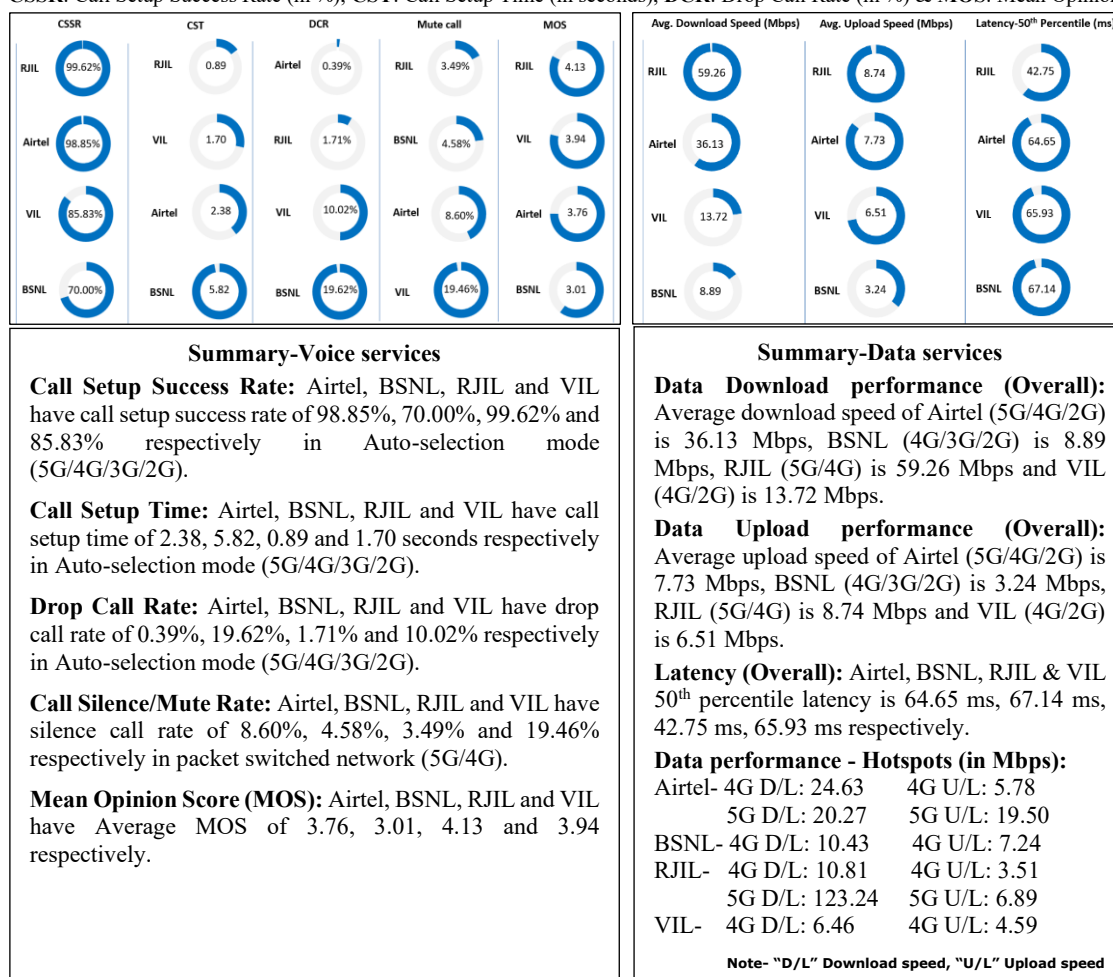 CSSR: Call Setup Success Rate (in %), CST: Call Setup Time (in seconds), DCR: Drop Call Rate (in %) & MOS: Mean Opinion
CSSR CST DCR Mute call MOS
RJIL 99.62% RJIL 0.89 Airtel 0.39% RJIL 3.49% RJIL 4.13
Airtel 98.85% VIL 1.70 RJIL 1.71% BSNL 4.58% VIL 3.94
VIL 85.83% Airtel 2.38 VIL 10.02% Airtel 8.60% Airtel 3.76
BSNL 70.00% BSNL 5.82 BSNL 19.62% VIL 19.46% BSNL 3.01
Avg. Download Speed (Mbps) Avg. Upload Speed (Mbps) Latency-50th Percentile (ms)
RJIL 59.26 RJIL 8.74 RJIL 42.75
Airtel 36.13 Airtel 7.73 Airtel 64.65
VIL 13.72 VIL 6.51 VIL 65.93
BSNL 8.89 BSNL 3.24 BSNL 67.14
Summary-Voice services
Call Setup Success Rate: Airtel, BSNL, RJIL and VIL
have call setup success rate of 98.85%, 70.00%, 99.62% and
85.83% respectively in Auto-selection mode
(5G/4G/3G/2G).
Call Setup Time: Airtel, BSNL, RJIL and VIL have call
setup time of 2.38, 5.82, 0.89 and 1.70 seconds respectively
in Auto-selection mode (5G/4G/3G/2G).
Drop Call Rate: Airtel, BSNL, RJIL and VIL have drop
call rate of 0.39%, 19.62%, 1.71% and 10.02% respectively
in Auto-selection mode (5G/4G/3G/2G).
Call Silence/Mute Rate: Airtel, BSNL, RJIL and VIL have
silence call rate of 8.60%, 4.58%, 3.49% and 19.46%
respectively in packet switched network (5G/4G).
Mean Opinion Score (MOS): Airtel, BSNL, RJIL and VIL
have Average MOS of 3.76, 3.01, 4.13 and 3.94
respectively.
Summary-Data services
Data Download performance (Overall):
Average download speed of Airtel (5G/4G/2G)
is 36.13 Mbps, BSNL (4G/3G/2G) is 8.89
Mbps, RJIL (5G/4G) is 59.26 Mbps and VIL
(4G/2G) is 13.72 Mbps.
Data Upload performance (Overall):
Average upload speed of Airtel (5G/4G/2G) is
7.73 Mbps, BSNL (4G/3G/2G) is 3.24 Mbps,
RJIL (5G/4G) is 8.74 Mbps and VIL (4G/2G)
is 6.51 Mbps.
Latency (Overall): Airtel, BSNL, RJIL & VIL
50th percentile latency is 64.65 ms, 67.14 ms,
42.75 ms, 65.93 ms respectively.
Data performance - Hotspots (in Mbps):
Airtel- 4G D/L: 24.63 4G U/L: 5.78
5G D/L: 20.27 5G U/L: 19.50
BSNL- 4G D/L: 10.43 4G U/L: 7.24
RJIL- 4G D/L: 10.81 4G U/L: 3.51
5G D/L: 123.24 5G U/L: 6.89
VIL- 4G D/L: 6.46 4G U/L: 4.59
Note- “D/L” Download speed, “U/L” Upload speed